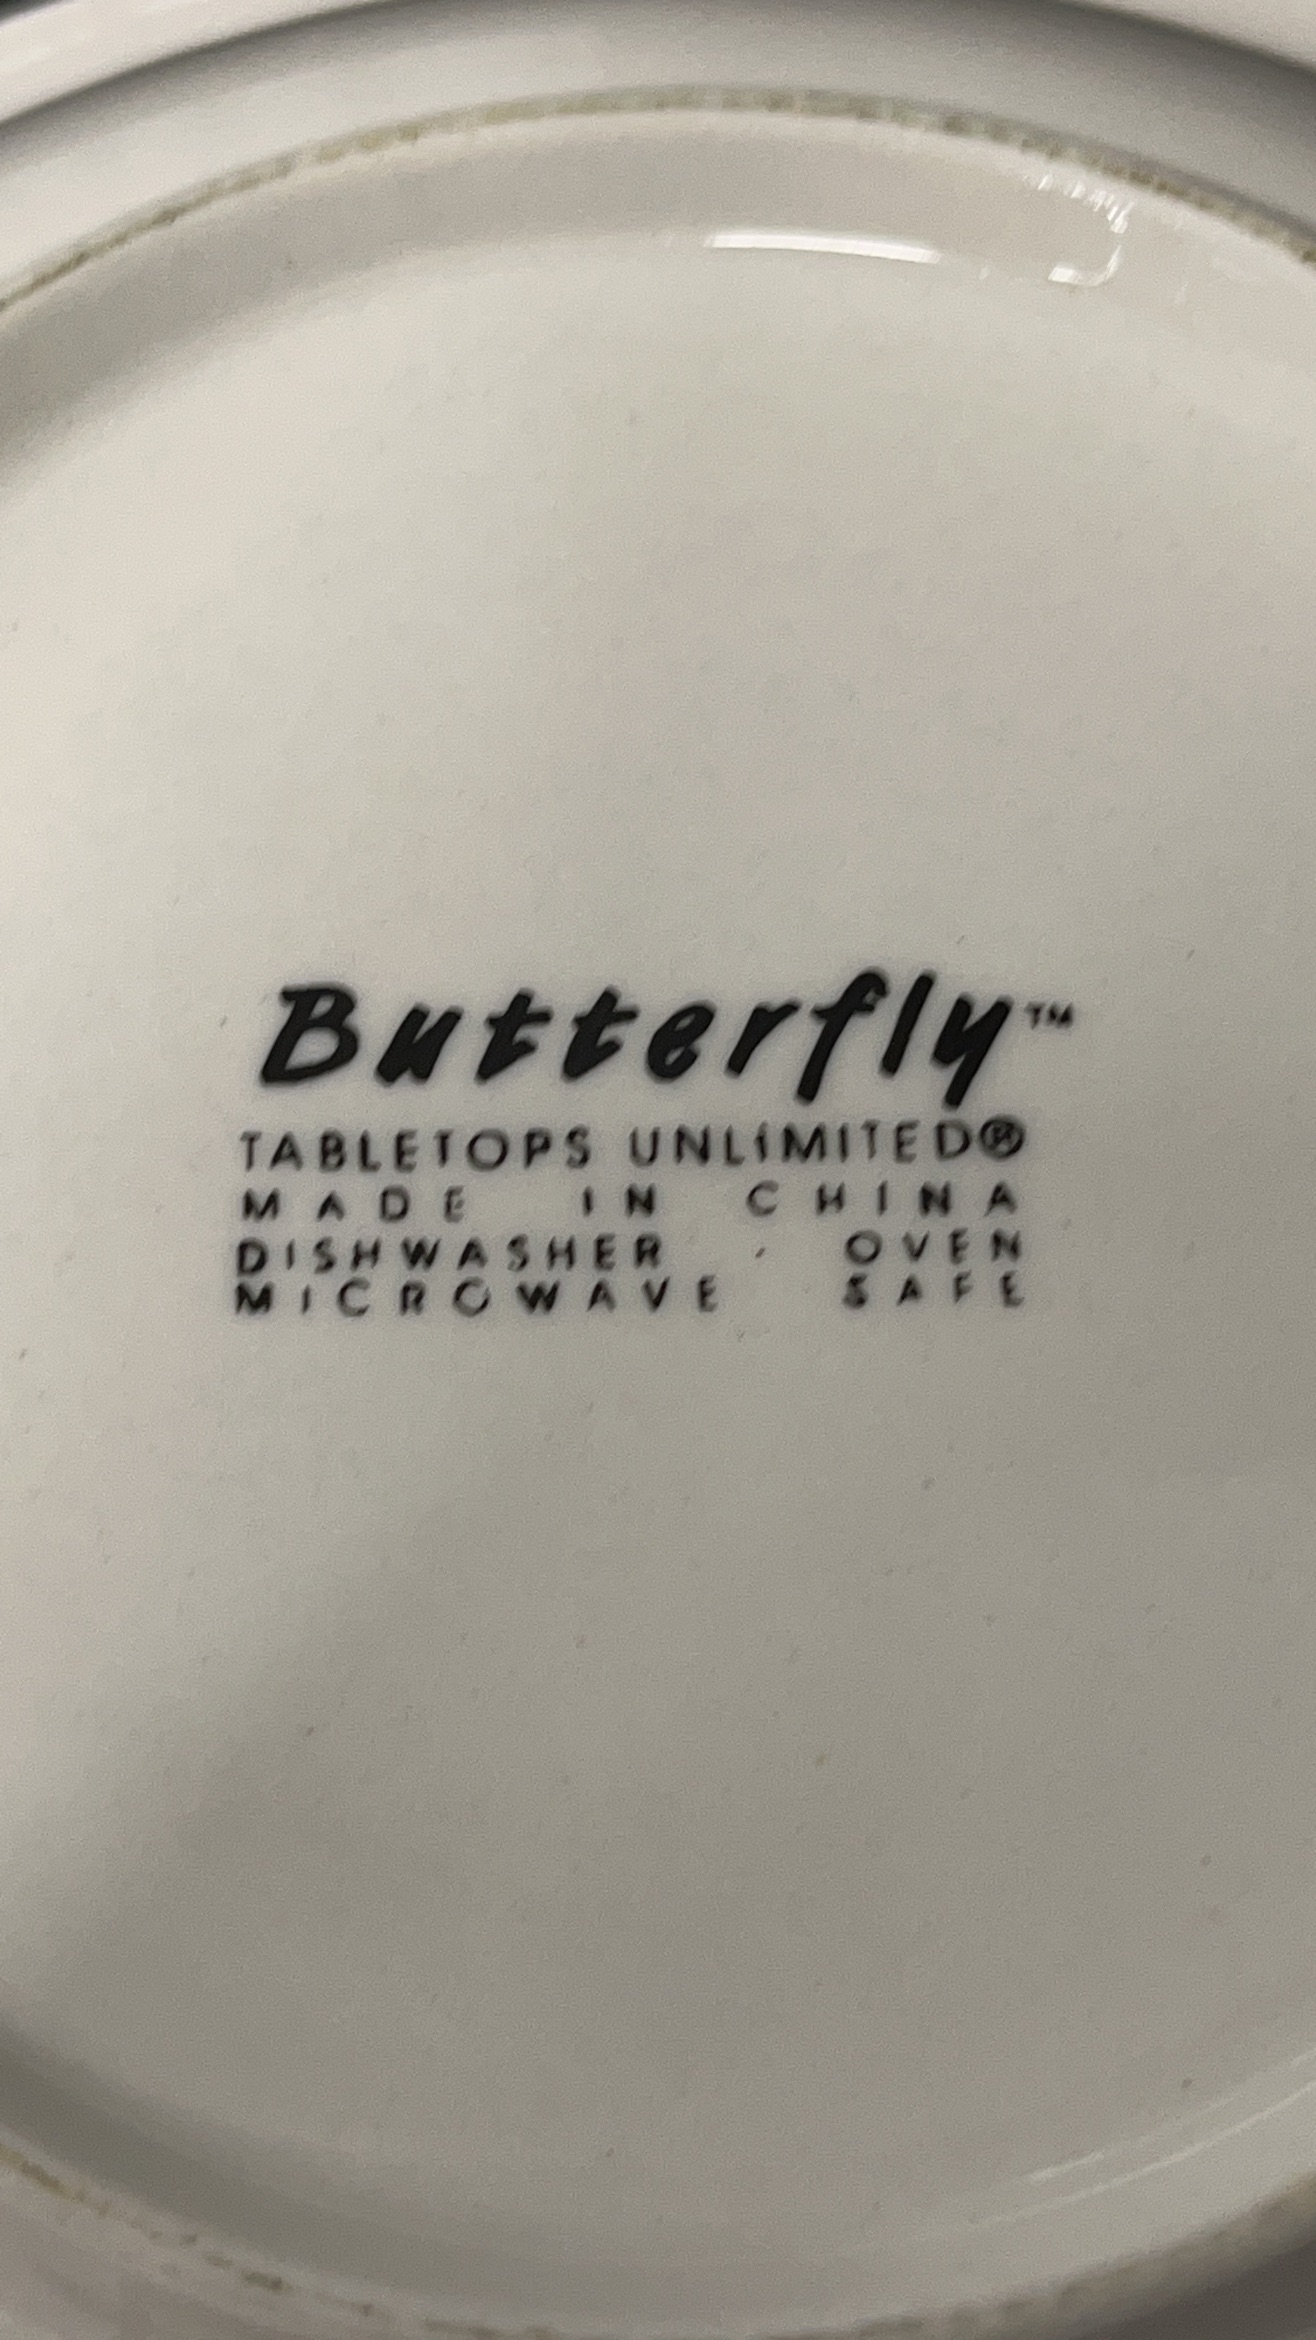 Butterfly™
TABLETOPS UNLIMITED®
MADE IN CHINA
DISHWASHER · OVEN
MICROWAVE SAFE